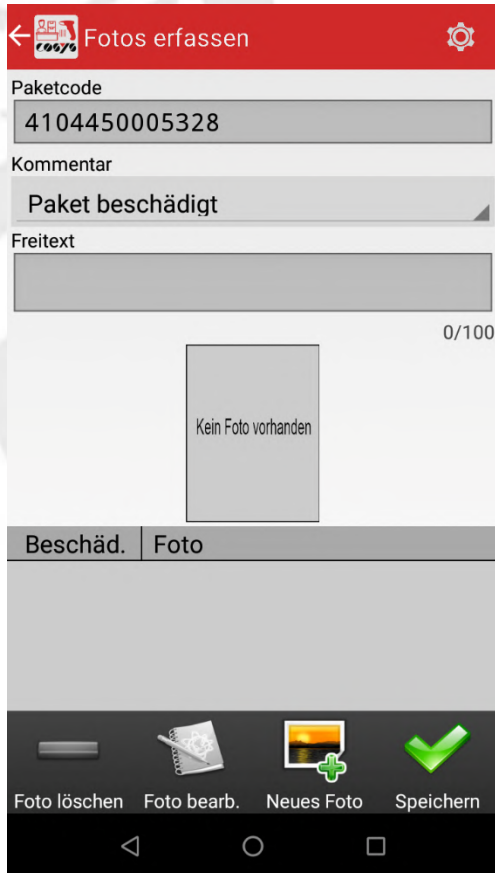 COSYS
Fotos erfassen
Paketcode
4104450005328
Kommentar
Paket beschädigt
Freitext
0/100
Kein Foto vorhanden
Beschäd. Foto
Foto löschen Foto bearb. Neues Foto Speichern